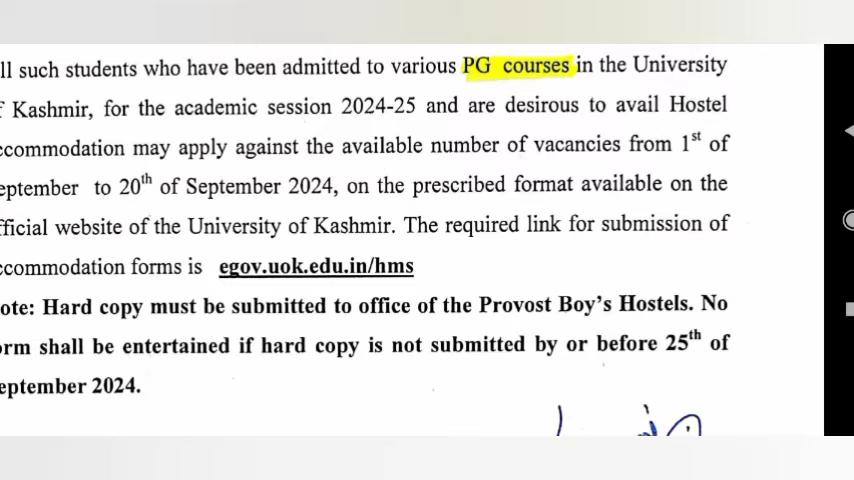 ll such students who have been admitted to various PG courses in the University
f Kashmir, for the academic session 2024-25 and are desirous to avail Hostel
ccommodation may apply against the available number of vacancies from 1st of
eptember to 20th of September 2024, on the prescribed format available on the
fficial website of the University of Kashmir. The required link for submission of
ccommodation forms is egov.uok.edu.in/hms
ote: Hard copy must be submitted to office of the Provost Boy's Hostels. No
orm shall be entertained if hard copy is not submitted by or before 25th of
eptember 2024.